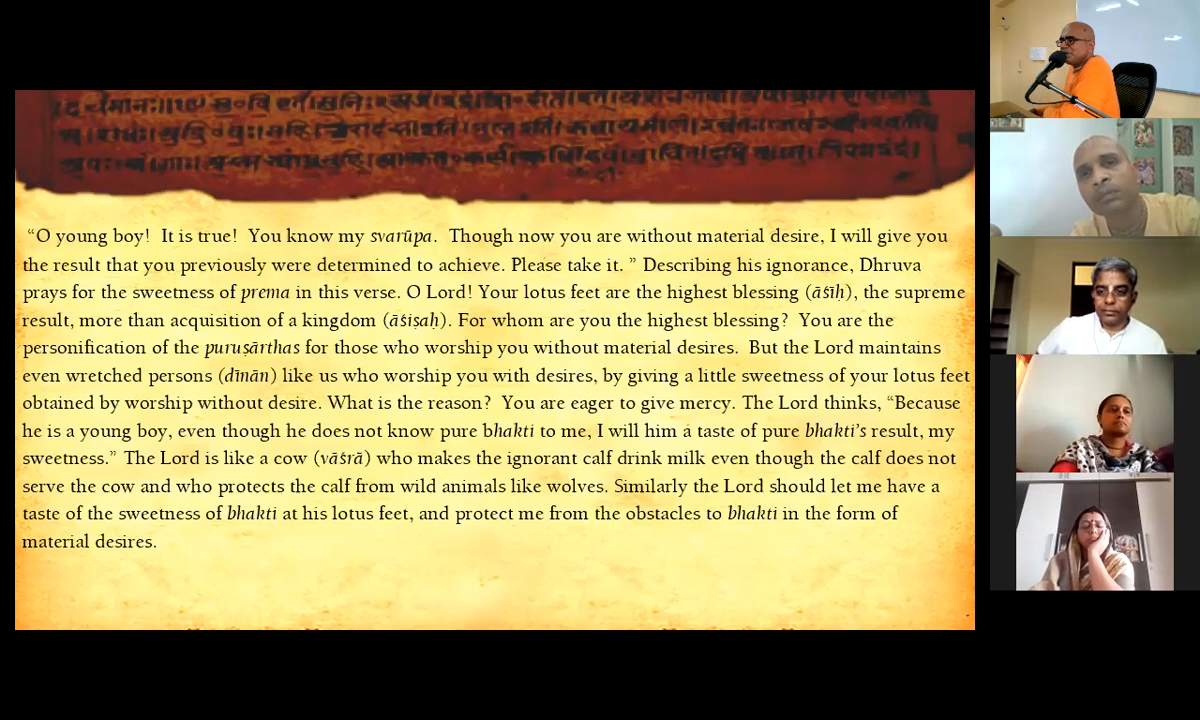 “O young boy!  It is true!  You know my svarūpa.  Though now you are without material desire, I will give you
the result that you previously were determined to achieve. Please take it. ” Describing his ignorance, Dhruva
prays for the sweetness of prema in this verse. O Lord! Your lotus feet are the highest blessing (āśīḥ), the supreme
result, more than acquisition of a kingdom (āśiṣaḥ). For whom are you the highest blessing?  You are the
personification of the puruṣārthas for those who worship you without material desires.  But the Lord maintains
even wretched persons (dīnān) like us who worship you with desires, by giving a little sweetness of your lotus feet
obtained by worship without desire. What is the reason?  You are eager to give mercy. The Lord thinks, “Because
he is a young boy, even though he does not know pure bhakti to me, I will him a taste of pure bhakti’s result, my
sweetness.” The Lord is like a cow (vāśrā) who makes the ignorant calf drink milk even though the calf does not
serve the cow and who protects the calf from wild animals like wolves. Similarly the Lord should let me have a
taste of the sweetness of bhakti at his lotus feet, and protect me from the obstacles to bhakti in the form of
material desires.